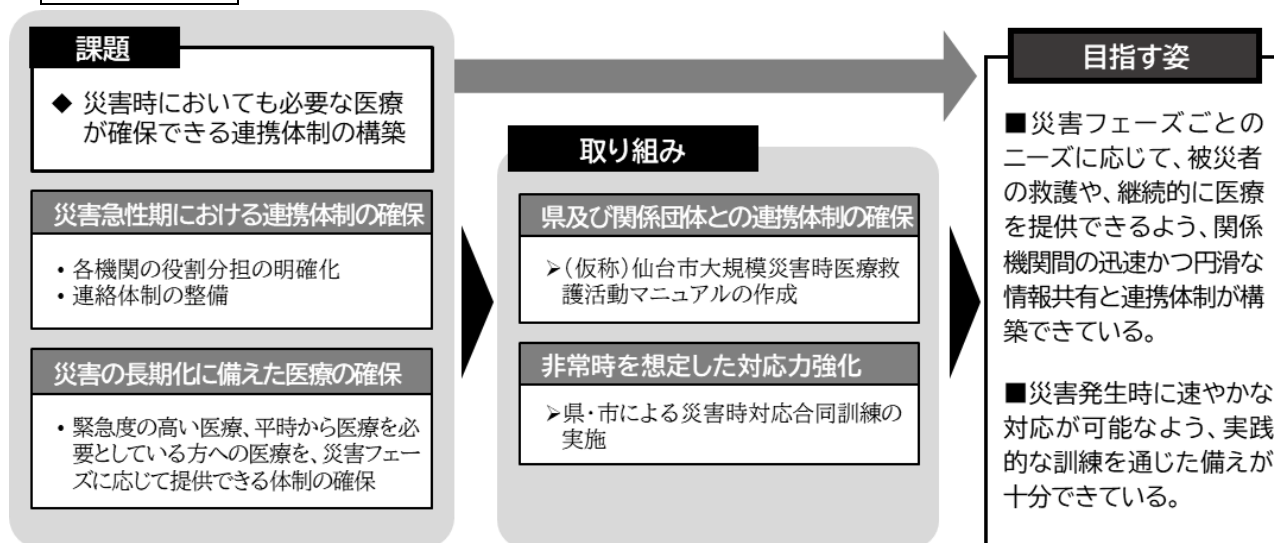 課題
◆ 災害時においても必要な医療
が確保できる連携体制の構築
災害急性期における連携体制の確保
・各機関の役割分担の明確化
・連絡体制の整備
災害の長期化に備えた医療の確保
・緊急度の高い医療、平時から医療を必
要としている方への医療を、災害フェー
ズに応じて提供できる体制の確保
取り組み
県及び関係団体との連携体制の確保
➢(仮称)仙台市大規模災害時医療救
護活動マニュアルの作成
非常時を想定した対応力強化
➢県・市による災害時対応合同訓練の
実施
目指す姿
■災害フェーズごとの
ニーズに応じて、被災者
の救護や、継続的に医療
を提供できるよう、関係
機関間の迅速かつ円滑な
情報共有と連携体制が構
築できている。
■災害発生時に速やかな
対応が可能なよう、実践
的な訓練を通じた備えが
十分できている。